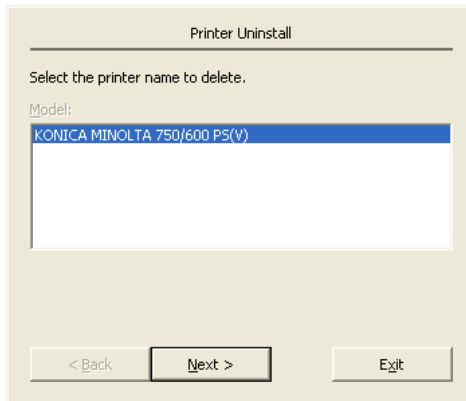 Printer Uninstall
Select the printer name to delete.
Model:
KONICA MINOLTA 750/600 PS(V)
< Back
Next >
Exit